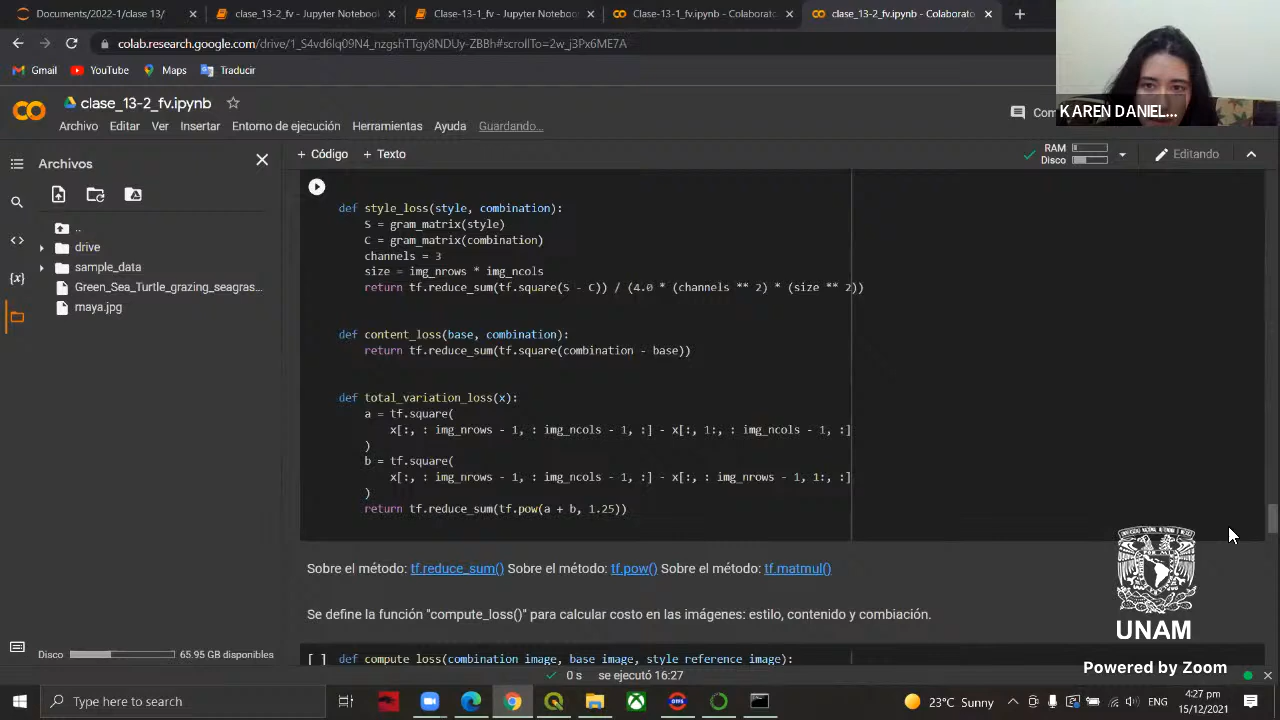 Documents/2022-1/clase 13/
clase_13-2_fv - Jupyter Noteboo
Clase-13-1_fv - Jupyter Noteboo
Clase-13-1_fv.ipynb - Colaborato
clase_13-2_fv.ipynb - Colaborato
colab.research.google.com/drive/1_S4vd6lq09N4_nzgshTTgy8NDUy-ZBBh#scrollTo=2w_j3Px6ME7A
Gmail
YouTube
Maps
Traducir
KAREN DANIEL...
clase_13-2_fv.ipynb
Com
Archivo Editar Ver Insertar Entorno de ejecución Herramientas Ayuda Guardando...
Archivos
+ Código + Texto
RAM
Disco
Editando
..
drive
sample_data
Green_Sea_Turtle_grazing_seagras...
maya.jpg
def style_loss(style, combination):
S = gram_matrix(style)
C = gram_matrix(combination)
channels = 3
size = img_nrows * img_ncols
return tf.reduce_sum(tf.square(S - C)) / (4.0 * (channels ** 2) * (size ** 2))
def content_loss(base, combination):
return tf.reduce_sum(tf.square(combination - base))
def total_variation_loss(x):
a = tf.square(
x[:, : img_nrows - 1, : img_ncols - 1, :] - x[:, 1:, : img_ncols - 1, :]
)
b = tf.square(
x[:, : img_nrows - 1, : img_ncols - 1, :] - x[:, : img_nrows - 1, 1:, :]
)
return tf.reduce_sum(tf.pow(a + b, 1.25))
Sobre el método: tf.reduce_sum() Sobre el método: tf.pow() Sobre el método: tf.matmul()
Se define la función "compute_loss()" para calcular costo en las imágenes: estilo, contenido y combiación.
[ ] def compute_loss(combination_image, base_image, style_reference_image):
UNAM
Powered by Zoom
Disco
65.95 GB disponibles
0 s se ejecutó 16:27
Type here to search
23°C Sunny
ENG
4:27 pm
15/12/2021